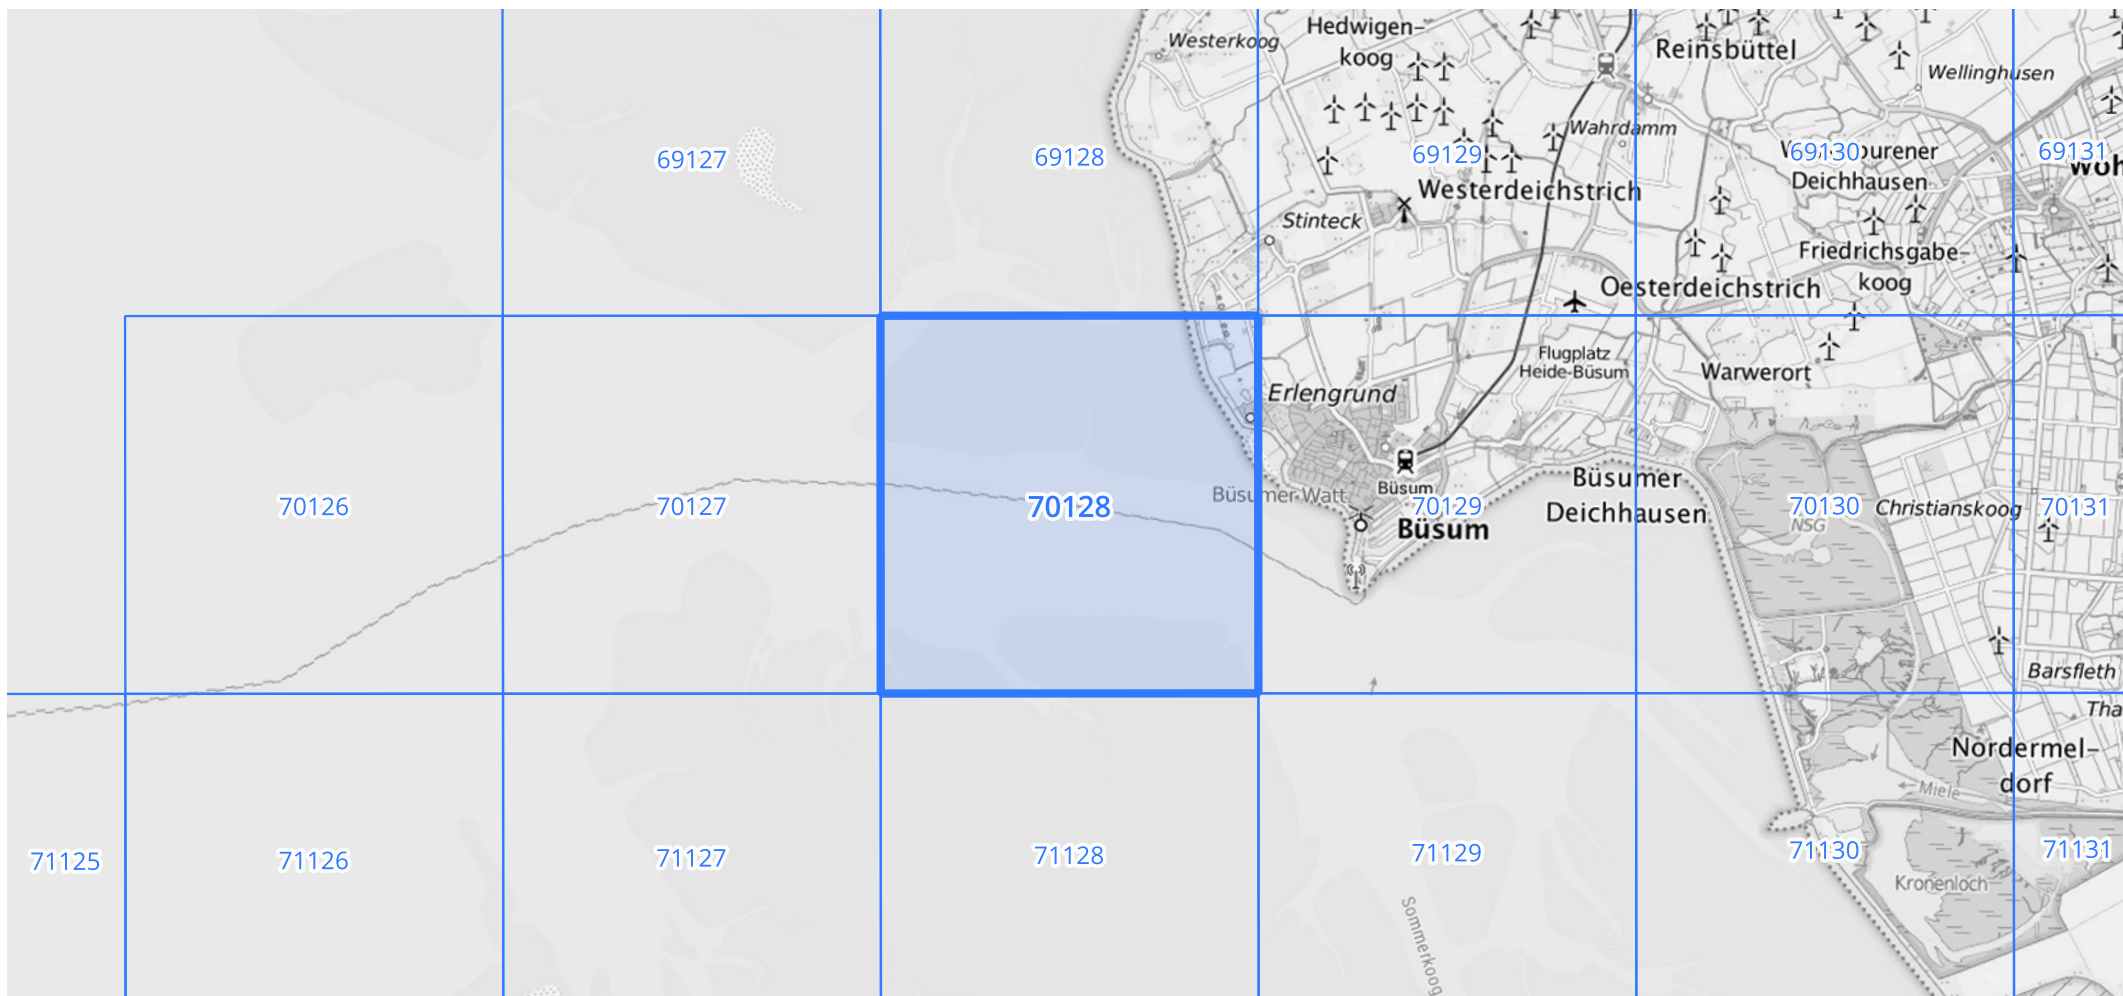 Hedwigen-
koog
Westerkoog
Reinsbüttel
Wellinghusen
Wahrdamm
69127
69128
69129
69130
69131
Deichhausen
Westerdeichstrich
Stinteck
Friedrichsgabe-
koog
Oesterdeichstrich
Flugplatz
Heide-Büsum
Warwerort
Erlengrund
Büsumer Watt
Büsum
Büsum
Büsumer
Deichhausen
70126
70127
70128
70129
70130
70131
NSG
Christianskoog
Barsfleth
Nordermel-
dorf
Miele
71125
71126
71127
71128
71129
71130
71131
Kronenloch
Sommerkoog